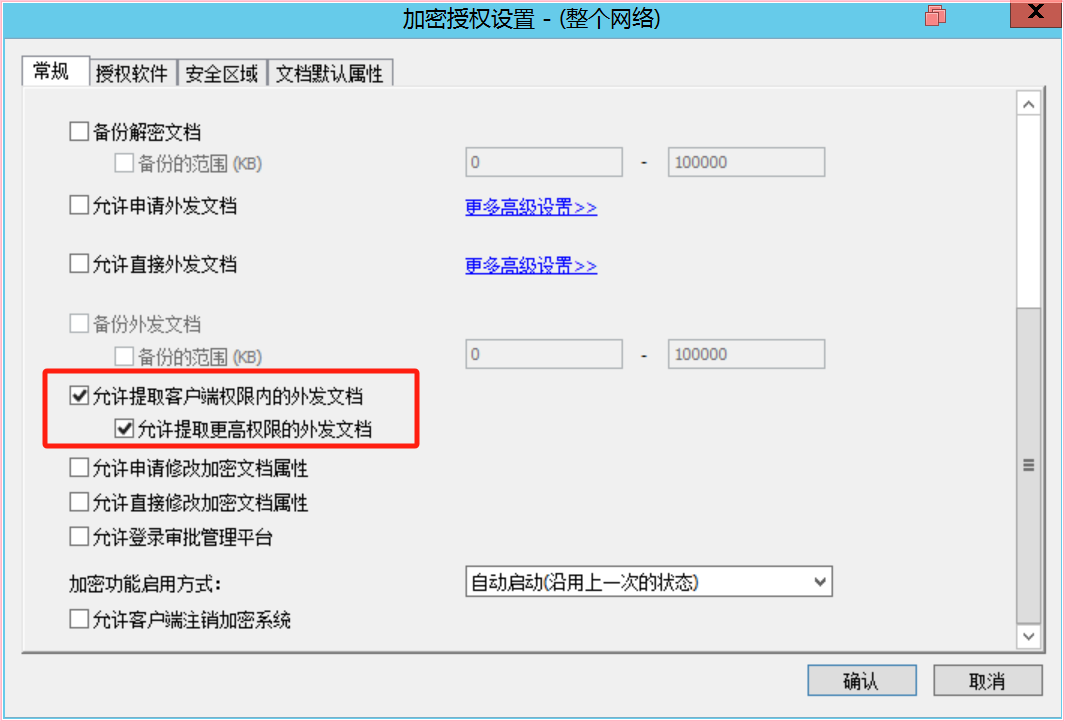 加密授权设置 - (整个网络)
常规 授权软件 安全区域 文档默认属性
备份解密文档
备份的范围(KB) 0 - 100000
允许申请外发文档 更多高级设置>>
允许直接外发文档 更多高级设置>>
备份外发文档
备份的范围(KB) 0 - 100000
允许提取客户端权限内的外发文档
允许提取更高权限的外发文档
允许申请修改加密文档属性
允许直接修改加密文档属性
允许登录审批管理平台
加密功能启用方式: 自动启动(沿用上一次的状态)
允许客户端注销加密系统
确认 取消